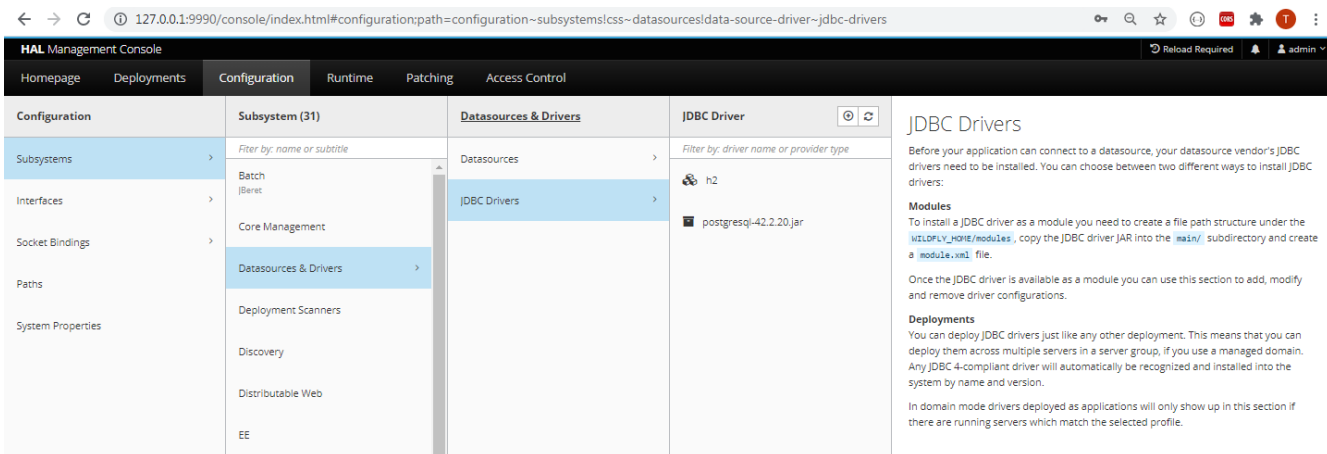 127.0.0.1:9990/console/index.html#configuration;path=configuration~subsystems!css~datasources!data-source-driver~jdbc-drivers
CORS
T
HAL Management Console
Reload Required
admin
Homepage
Deployments
Configuration
Runtime
Patching
Access Control
Configuration
Subsystems
Interfaces
Socket Bindings
Paths
System Properties
Subsystem (31)
Fiter by: name or subtitle
Batch
JBeret
Core Management
Datasources & Drivers
Deployment Scanners
Discovery
Distributable Web
EE
Datasources & Drivers
Datasources
JDBC Drivers
JDBC Driver
Filter by: driver name or provider type
h2
postgresql-42.2.20.jar
JDBC Drivers
Before your application can connect to a datasource, your datasource vendor's JDBC
drivers need to be installed. You can choose between two different ways to install JDBC
drivers:
Modules
To install a JDBC driver as a module you need to create a file path structure under the
WILDFLY_HOME/modules , copy the JDBC driver JAR into the main/ subdirectory and create
a module.xml file.
Once the JDBC driver is available as a module you can use this section to add, modify
and remove driver configurations.
Deployments
You can deploy JDBC drivers just like any other deployment. This means that you can
deploy them across multiple servers in a server group, if you use a managed domain.
Any JDBC 4-compliant driver will automatically be recognized and installed into the
system by name and version.
In domain mode drivers deployed as applications will only show up in this section if
there are running servers which match the selected profile.